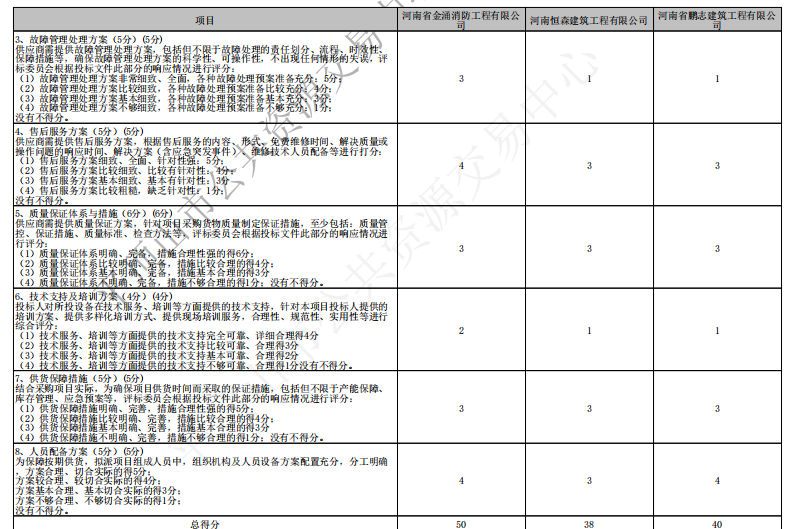 项目
河南省金涌消防工程有限公
司
河南恒森建筑工程有限公司
河南省鹏志建筑工程有限公
司
3、故障管理处理方案（5分）(5分)
供应商需提供故障管理处理方案，包括但不限于故障处理的责任划分、流程、时效性、
保障措施等，确保故障管理处理方案的科学性、可操作性，不出现任何情形的失误，评
标委员会根据投标文件此部分的响应情况进行评分：
（1）故障管理处理方案非常细致，全面，各种故障处理预案准备充分：5分；
（2）故障管理处理方案比较细致，各种故障处理预案准备比较充分：4分；
（3）故障管理处理方案基本细致，各种故障处理预案准备基本充分：3分；
（4）故障管理处理方案不够细致，各种故障处理预案准备不够充分：1分；
没有不得分。
3
1
1
4、售后服务方案（5分）(5分)
供应商需提供售后服务方案，根据售后服务的内容、形式、免费维修时间、解决质量或
操作问题的响应时间、解决方案（含应急突发事件）、维修技术人员配备等进行打分：
（1）售后服务方案细致、全面、针对性强：5分；
（2）售后服务方案比较细致、比较有针对性：4分；
（3）售后服务方案基本细致、基本有针对性：3分
（4）售后服务方案比较粗糙，缺乏针对性：1分；
没有不得分。
4
3
3
5、质量保证体系与措施（6分）(6分)
供应商需提供质量保证方案，针对项目采购货物质量制定保证措施，至少包括：质量管
控、保证措施、质量标准、检查方法等，评标委员会根据投标文件此部分的响应情况进
行评分：
（1）质量保证体系明确、完备，措施合理性强的得6分；
（2）质量保证体系比较明确、完备，措施比较合理的得4分；
（3）质量保证体系基本明确、完备，措施基本合理的得3分
（4）质量保证体系不明确、完备，措施不够合理的得1分；没有不得分。
3
3
3
6、技术支持及培训方案（4分）(4分)
投标人对所投设备在技术服务、培训等方面提供的技术支持，针对本项目投标人提供的
培训方案、提供多样化培训方式、提供现场培训服务，合理性、规范性、实用性等进行
综合评分：
（1）技术服务、培训等方面提供的技术支持完全可靠、详细合理得4分
（2）技术服务、培训等方面提供的技术支持比较可靠、合理得3分
（3）技术服务、培训等方面提供的技术支持基本可靠、合理得2分
（4）技术服务、培训等方面提供的技术支持不够可靠、合理得1分没有不得分。
2
1
1
7、供货保障措施（5分）(5分)
结合采购项目实际，为确保项目供货时间而采取的保证措施，包括但不限于产能保障、
库存管理、应急预案等，评标委员会根据投标文件此部分的响应情况进行评分：
（1）供货保障措施明确、完善，措施合理性强的得5分；
（2）供货保障措施比较明确、完善，措施比较合理的得4分；
（3）供货保障措施基本明确、完善，措施基本合理的得3分
（4）供货保障措施不明确、完善，措施不够合理的得1分；没有不得分。
3
3
3
8、人员配备方案（5分）(5分)
为保障按期供货，拟派项目组成人员中，组织机构及人员设备方案配置充分，分工明确
，方案合理、切合实际的得5分；
方案较合理、较切合实际的得4分；
方案基本合理、基本切合实际的得3分；
方案不够合理、不够切合实际的得1分；
没有不得分。
4
3
4
总得分
50
38
40